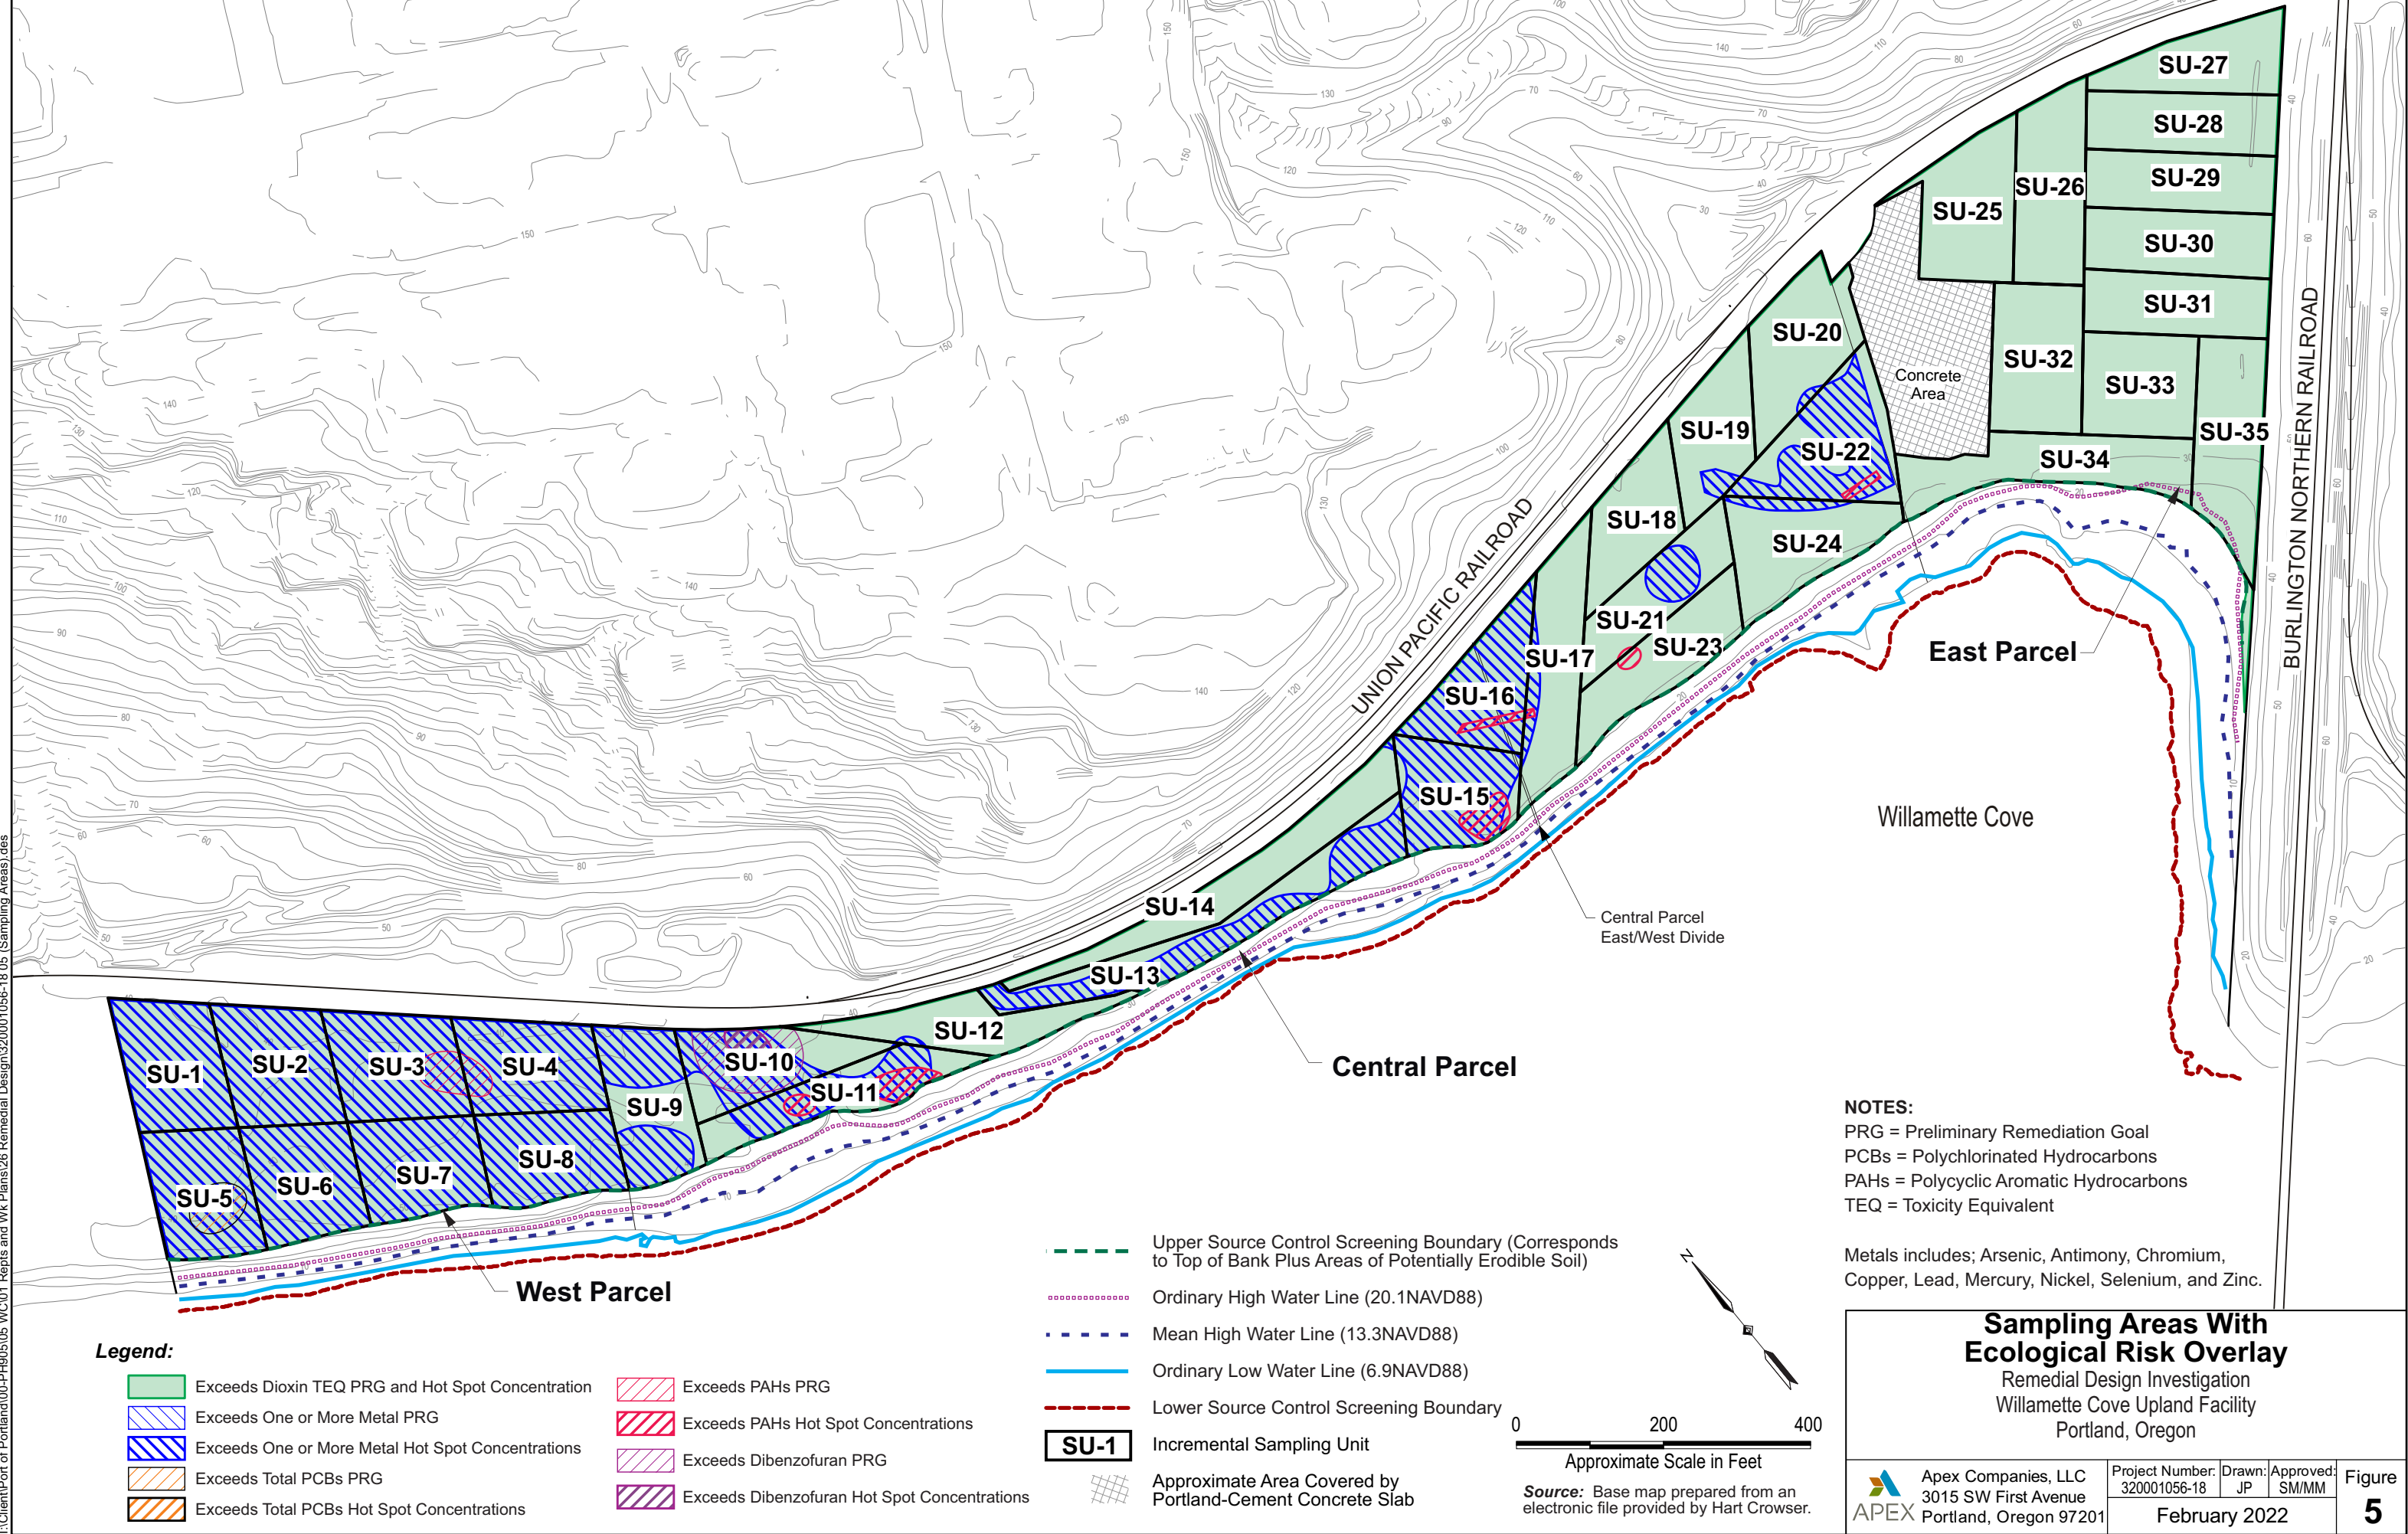 SU-27
SU-28
SU-29
SU-30
SU-31
SU-26
SU-25
SU-32
SU-33
SU-35
SU-34
SU-20
SU-19
SU-22
SU-18
SU-24
SU-21
SU-23
SU-17
SU-16
SU-15
SU-14
SU-13
SU-12
SU-10
SU-11
SU-9
SU-1
SU-2
SU-3
SU-4
SU-5
SU-6
SU-7
SU-8
Concrete
Area
UNION PACIFIC RAILROAD
BURLINGTON NORTHERN RAILROAD
East Parcel
Willamette Cove
Central Parcel
East/West Divide
Central Parcel
West Parcel
NOTES:
PRG = Preliminary Remediation Goal
PCBs = Polychlorinated Hydrocarbons
PAHs = Polycyclic Aromatic Hydrocarbons
TEQ = Toxicity Equivalent
Metals includes; Arsenic, Antimony, Chromium,
Copper, Lead, Mercury, Nickel, Selenium, and Zinc.
Legend:
Exceeds Dioxin TEQ PRG and Hot Spot Concentration
Exceeds One or More Metal PRG
Exceeds One or More Metal Hot Spot Concentrations
Exceeds Total PCBs PRG
Exceeds Total PCBs Hot Spot Concentrations
Exceeds PAHs PRG
Exceeds PAHs Hot Spot Concentrations
Exceeds Dibenzofuran PRG
Exceeds Dibenzofuran Hot Spot Concentrations
Upper Source Control Screening Boundary (Corresponds
to Top of Bank Plus Areas of Potentially Erodible Soil)
Ordinary High Water Line (20.1NAVD88)
Mean High Water Line (13.3NAVD88)
Ordinary Low Water Line (6.9NAVD88)
Lower Source Control Screening Boundary
SU-1 Incremental Sampling Unit
Approximate Area Covered by
Portland-Cement Concrete Slab
N
0 200 400
Approximate Scale in Feet
Source: Base map prepared from an
electronic file provided by Hart Crowser.
Sampling Areas With
Ecological Risk Overlay
Remedial Design Investigation
Willamette Cove Upland Facility
Portland, Oregon
APEX
Apex Companies, LLC
3015 SW First Avenue
Portland, Oregon 97201
Project Number:
320001056-18
Drawn:
JP
Approved:
SM/MM
February 2022
Figure
5